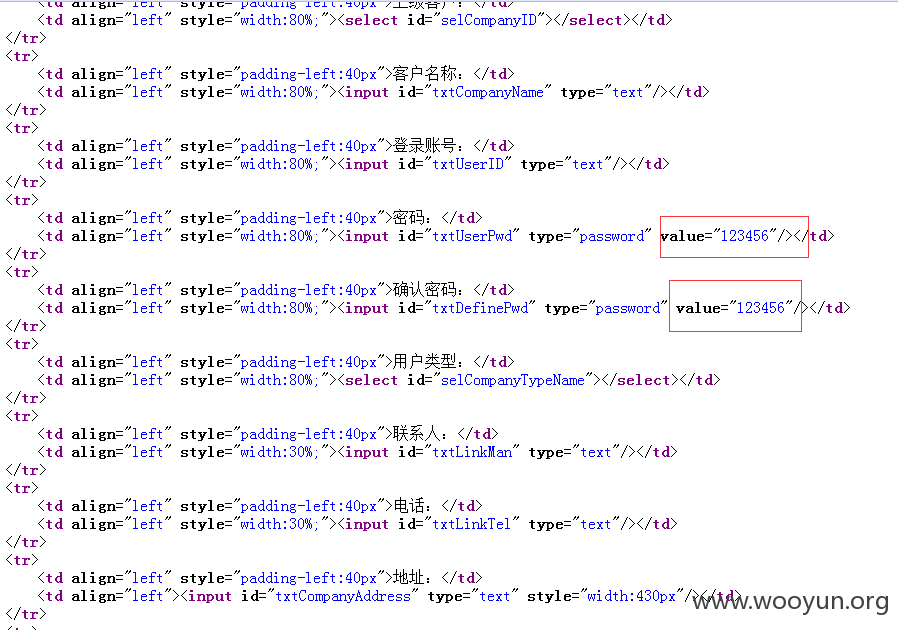 <td align="left" style="padding-left:40px">上级客户：</td>
<td align="left" style="width:80%;"><select id="selCompanyID"></select></td>
</tr>
<tr>
<td align="left" style="padding-left:40px">客户名称：</td>
<td align="left" style="width:80%;"><input id="txtCompanyName" type="text"/></td>
</tr>
<tr>
<td align="left" style="padding-left:40px">登录账号：</td>
<td align="left" style="width:80%;"><input id="txtUserID" type="text"/></td>
</tr>
<tr>
<td align="left" style="padding-left:40px">密码：</td>
<td align="left" style="width:80%;"><input id="txtUserPwd" type="password" value="123456"/></td>
</tr>
<tr>
<td align="left" style="padding-left:40px">确认密码：</td>
<td align="left" style="width:80%;"><input id="txtDefinePwd" type="password" value="123456"/></td>
</tr>
<tr>
<td align="left" style="padding-left:40px">用户类型：</td>
<td align="left" style="width:80%;"><select id="selCompanyTypeName"></select></td>
</tr>
<tr>
<td align="left" style="padding-left:40px">联系人：</td>
<td align="left" style="width:30%;"><input id="txtLinkMan" type="text"/></td>
</tr>
<tr>
<td align="left" style="padding-left:40px">电话：</td>
<td align="left" style="width:30%;"><input id="txtLinkTel" type="text"/></td>
</tr>
<tr>
<td align="left" style="padding-left:40px">地址：</td>
<td align="left"><input id="txtCompanyAddress" type="text" style="width:430px"/></td>
</tr>
www.wooyun.org